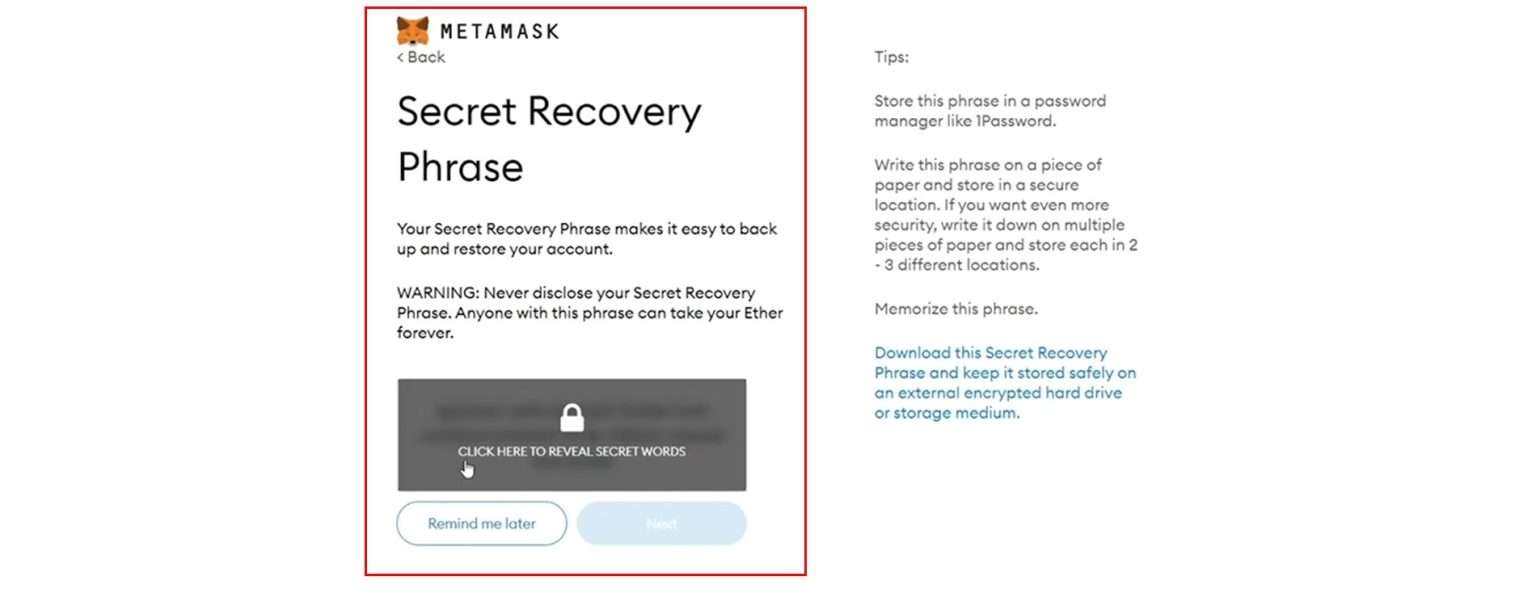 METAMASK
< Back
Secret Recovery
Phrase
Your Secret Recovery Phrase makes it easy to back
up and restore your account.
WARNING: Never disclose your Secret Recovery
Phrase. Anyone with this phrase can take your Ether
forever.
CLICK HERE TO REVEAL SECRET WORDS
Remind me later
Next
Tips:
Store this phrase in a password
manager like 1Password.
Write this phrase on a piece of
paper and store in a secure
location. If you want even more
security, write it down on multiple
pieces of paper and store each in 2
- 3 different locations.
Memorize this phrase.
Download this Secret Recovery
Phrase and keep it stored safely on
an external encrypted hard drive
or storage medium.